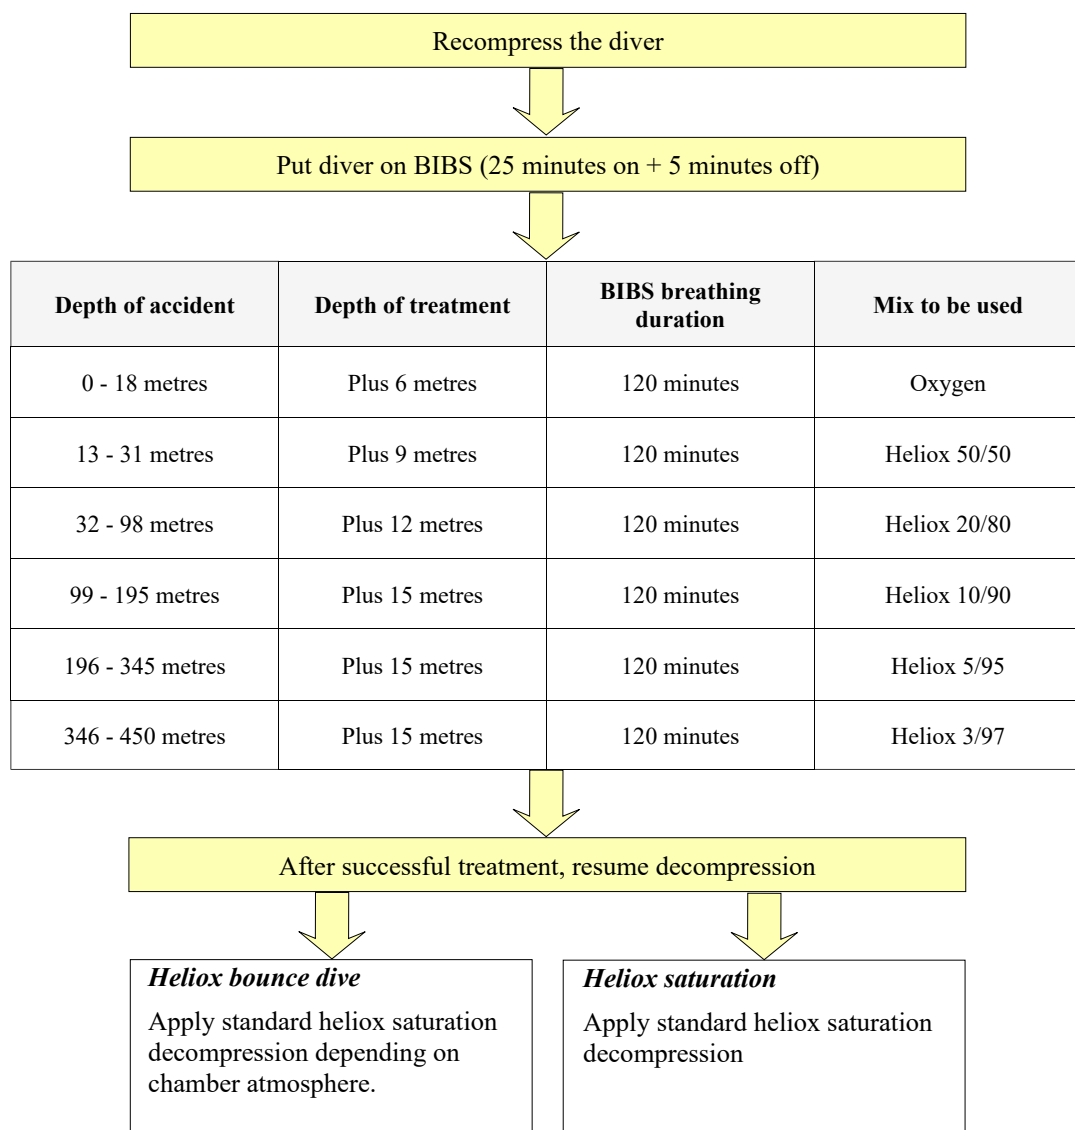 Recompress the diver
Put diver on BIBS (25 minutes on + 5 minutes off)
Depth of accident
Depth of treatment
BIBS breathing
duration
Mix to be used
0 - 18 metres
Plus 6 metres
120 minutes
Oxygen
13 - 31 metres
Plus 9 metres
120 minutes
Heliox 50/50
32 - 98 metres
Plus 12 metres
120 minutes
Heliox 20/80
99 - 195 metres
Plus 15 metres
120 minutes
Heliox 10/90
196 - 345 metres
Plus 15 metres
120 minutes
Heliox 5/95
346 - 450 metres
Plus 15 metres
120 minutes
Heliox 3/97
After successful treatment, resume decompression
Heliox bounce dive
Apply standard heliox saturation
decompression depending on
chamber atmosphere.
Heliox saturation
Apply standard heliox saturation
decompression